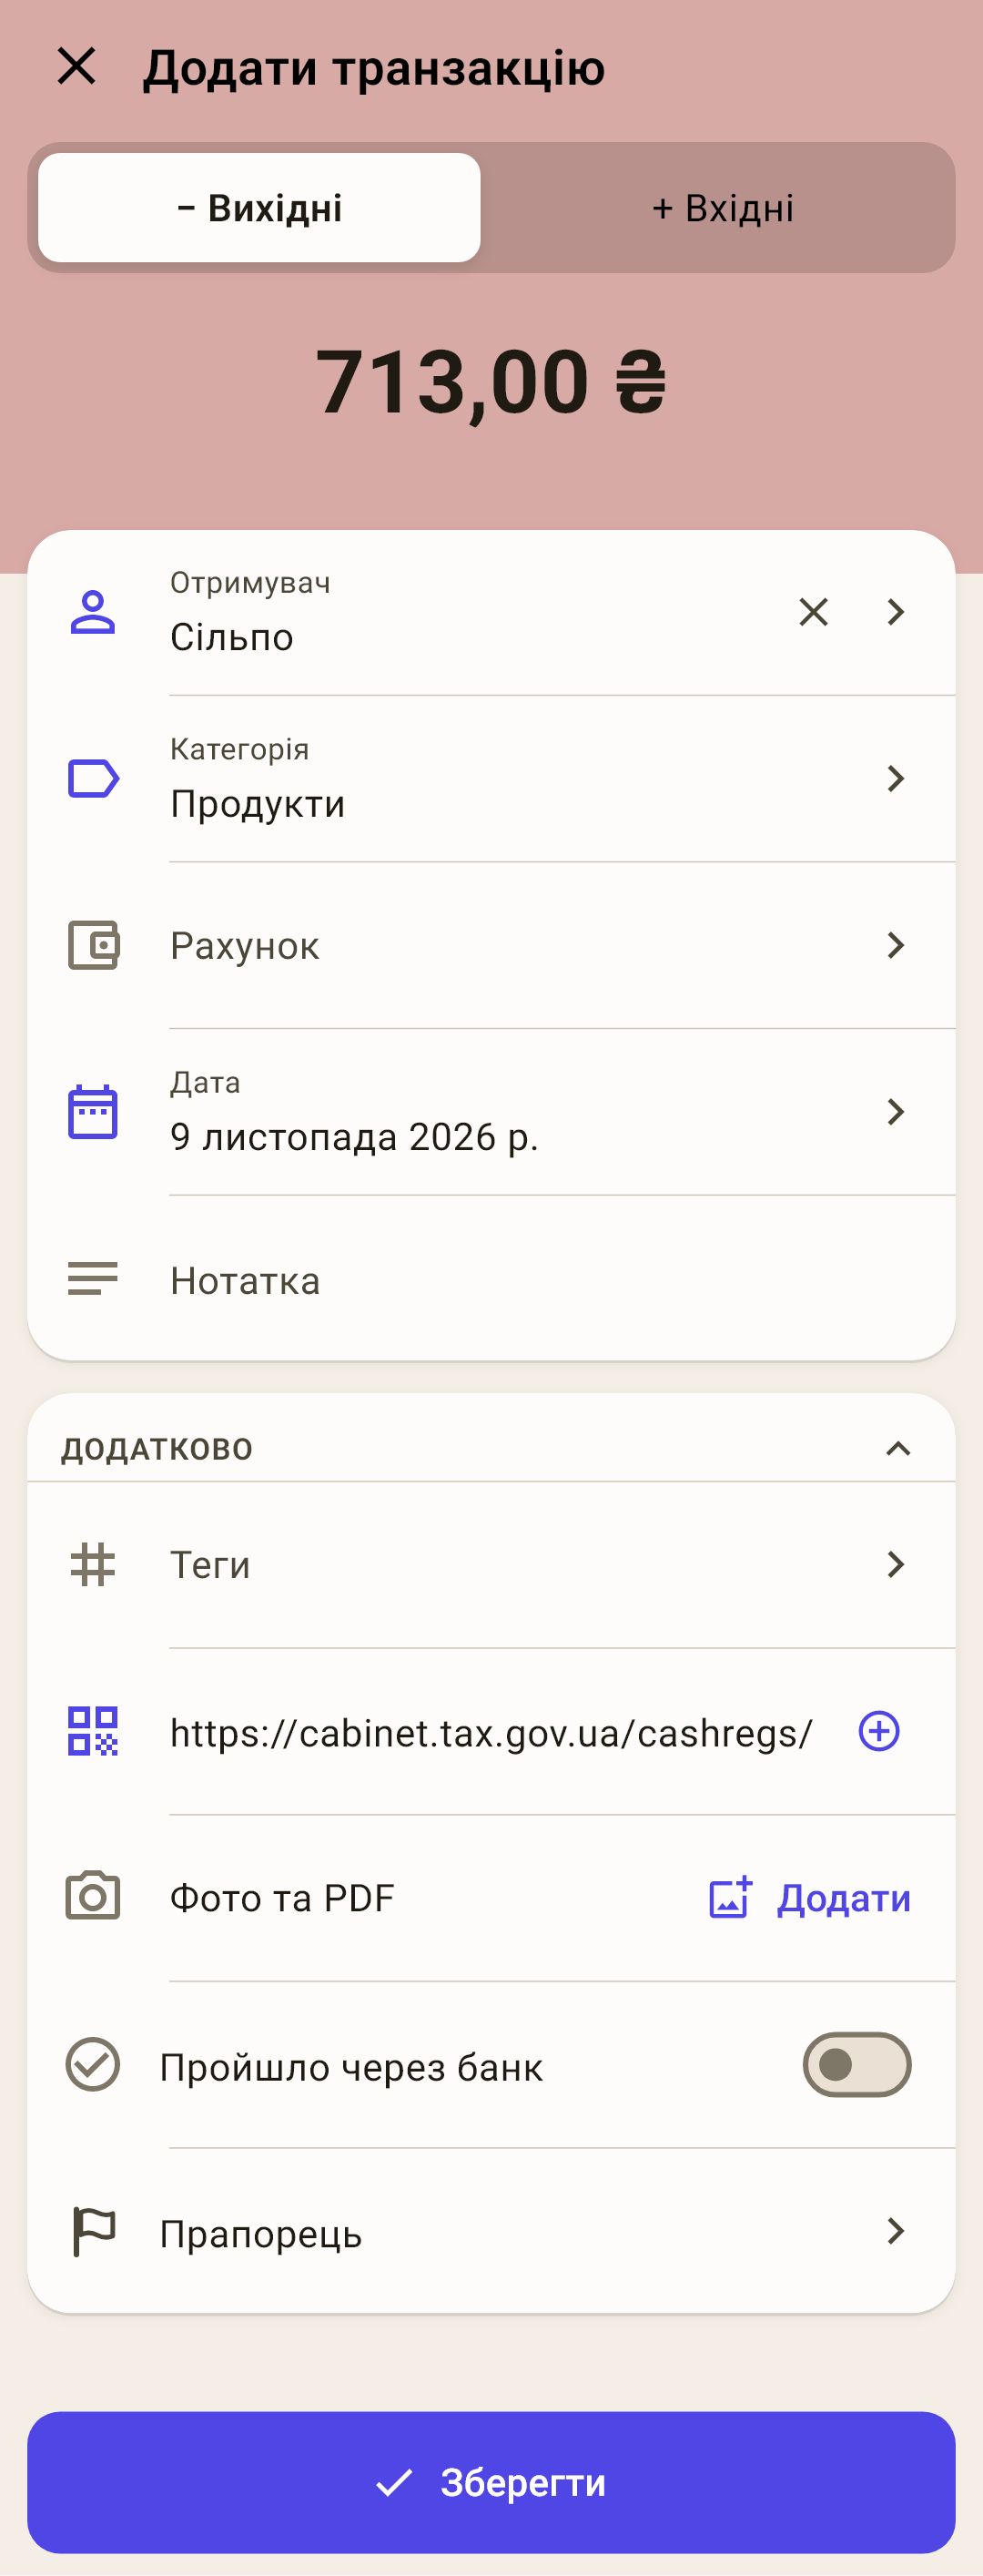 Додати транзакцію
− Вихідні
+ Вхідні
713,00 ₴
Отримувач
Сільпо
Категорія
Продукти
Рахунок
Дата
9 листопада 2026 р.
Нотатка
ДОДАТКОВО
Теги
https://cabinet.tax.gov.ua/cashregs/
Фото та PDF
Додати
Пройшло через банк
Прапорець
Зберегти